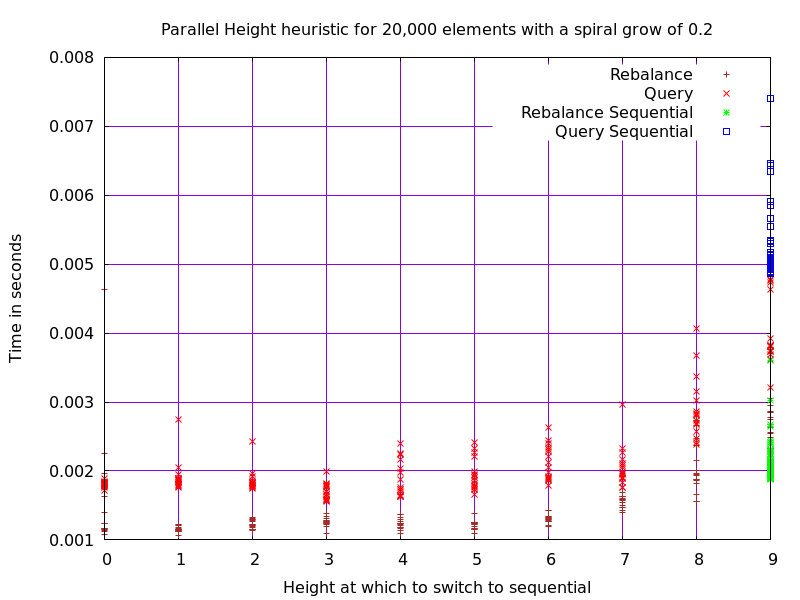 Parallel Height heuristic for 20,000 elements with a spiral grow of 0.2
0.008
0.007
0.006
0.005
0.004
0.003
0.002
0.001
Time in seconds
Rebalance
Query
Rebalance Sequential
Query Sequential
0 1 2 3 4 5 6 7 8 9
Height at which to switch to sequential